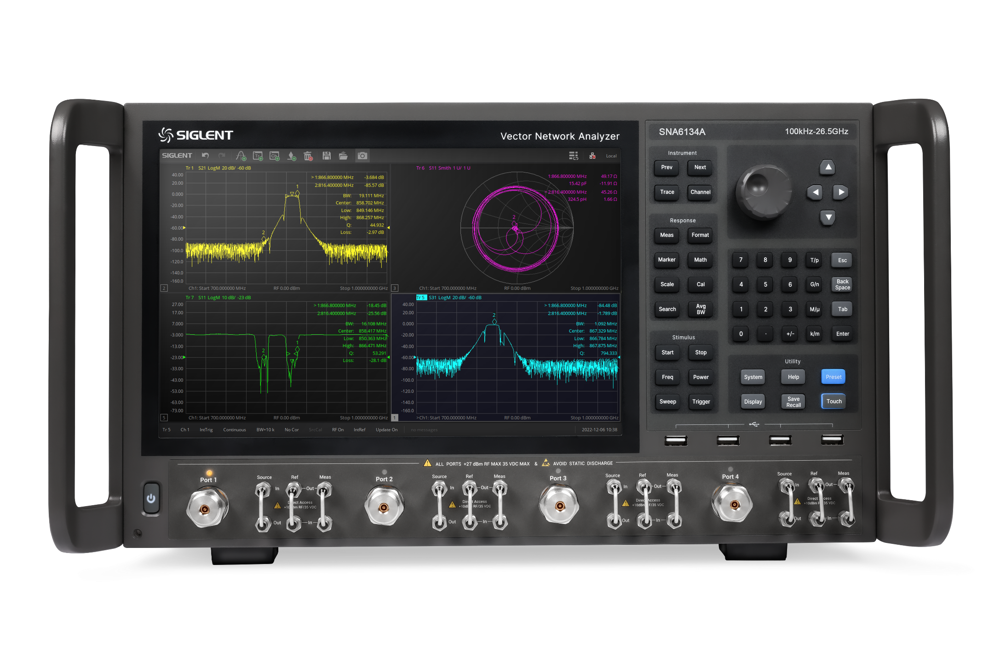 SIGLENT
Vector Network Analyzer
SNA6134A 100kHz-26.5GHz
SIGLENT Tr Ch Local
Tr 1 S21 LogM 20 dB/ -60 dB
40.00
20.00
0.000
-20.00
-40.00
-60.00
-80.00
-100.0
-120.0
-140.0
-160.0
> 1:866.800000 MHz -3.684 dB
2:816.400000 MHz -85.57 dB
BW: 19.111 MHz
Center: 858.702 MHz
Low: 849.146 MHz
High: 868.257 MHz
Q: 44.932
Loss: -2.97 dB
1
2
2 Ch1: Start 700.000000 MHz RF 0.00 dBm Stop 1.000000000 GHz
Tr 6 S11 Smith 1 U/ 1 U
1:866.800000 MHz 49.17 Ω
15.42 pF -11.91 Ω
> 2:816.400000 MHz 45.26 Ω
324.5 pH 1.66 Ω
2
3 Ch1: Start 700.000000 MHz RF 0.00 dBm Stop 1.000000000 GHz
Tr 7 S11 LogM 10 dB/ -23 dB
27.00
17.00
7.000
-3.000
-13.00
-23.00
-33.00
-43.00
-53.00
-63.00
-73.00
> 1:866.800000 MHz -18.45 dB
2:816.400000 MHz -25.56 dB
BW: 16.108 MHz
Center: 858.417 MHz
Low: 850.363 MHz
High: 866.471 MHz
Q: 53.291
Loss: -28.1 dB
1
2
5 Ch1: Start 700.000000 MHz RF 0.00 dBm Stop 1.000000000 GHz
Tr 5 S31 LogM 20 dB/ -60 dB
40.00
20.00
0.000
-20.00
-40.00
-60.00
-80.00
-100.0
-120.0
-140.0
-160.0
> 1:866.800000 MHz -84.48 dB
2:816.400000 MHz -1.789 dB
BW: 1.092 MHz
Center: 867.329 MHz
Low: 866.784 MHz
High: 867.875 MHz
Q: 794.333
Loss:
2
1 >Ch1: Start 700.000000 MHz RF 0.00 dBm Stop 1.000000000 GHz
Tr 5 Ch 1 IntTrig Continuous BW=10 k No Cor SrcCal RF On IntRef Update On no messages 2022-12-06 10:38
Instrument
Prev Next
Trace Channel
Response
Meas Format
Marker Math
Scale Cal
Search Avg BW
Stimulus
Start Stop
Freq Power
Sweep Trigger
7 8 9 T/p Esc
4 5 6 G/n Back Space
1 2 3 M/μ Tab
0 . +/- k/m Enter
Utility
System Help Preset
Display Save Recall Touch
ALL PORTS +27 dBm RF MAX 35 VDC MAX & AVOID STATIC DISCHARGE
Port 1 Source Ref Meas
In Out
Direct Access
+10dBm RF/35 VDC
Out In
Port 2 Source Ref Meas
In Out
Direct Access
+10dBm RF/35 VDC
Out In
Port 3 Source Ref Meas
In Out
Direct Access
+10dBm RF/35 VDC
Out In
Port 4 Source Ref Meas
In Out
Direct Access
+10dBm RF/35 VDC
Out In